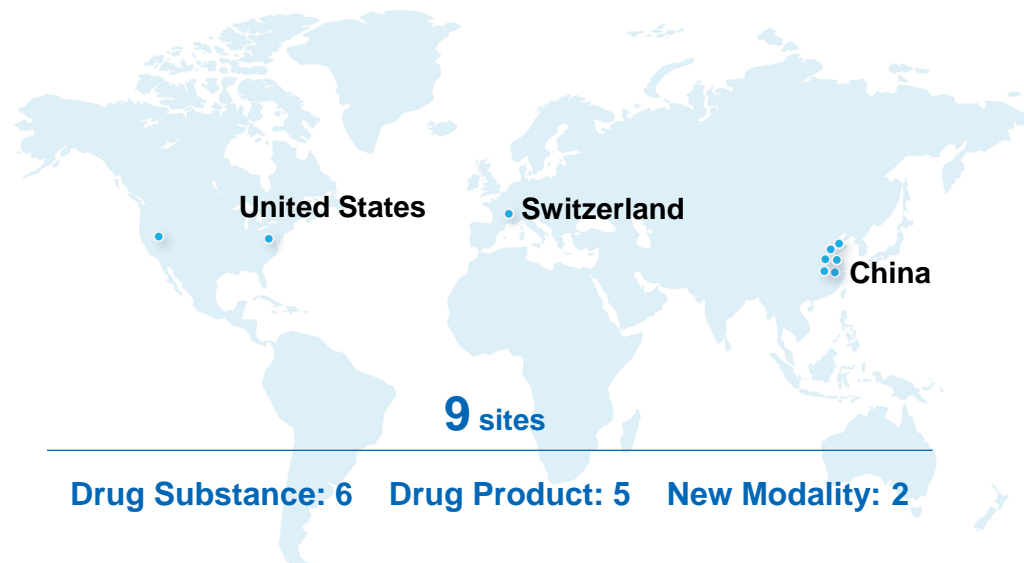 United States
Switzerland
China
9 sites
Drug Substance: 6 Drug Product: 5 New Modality: 2